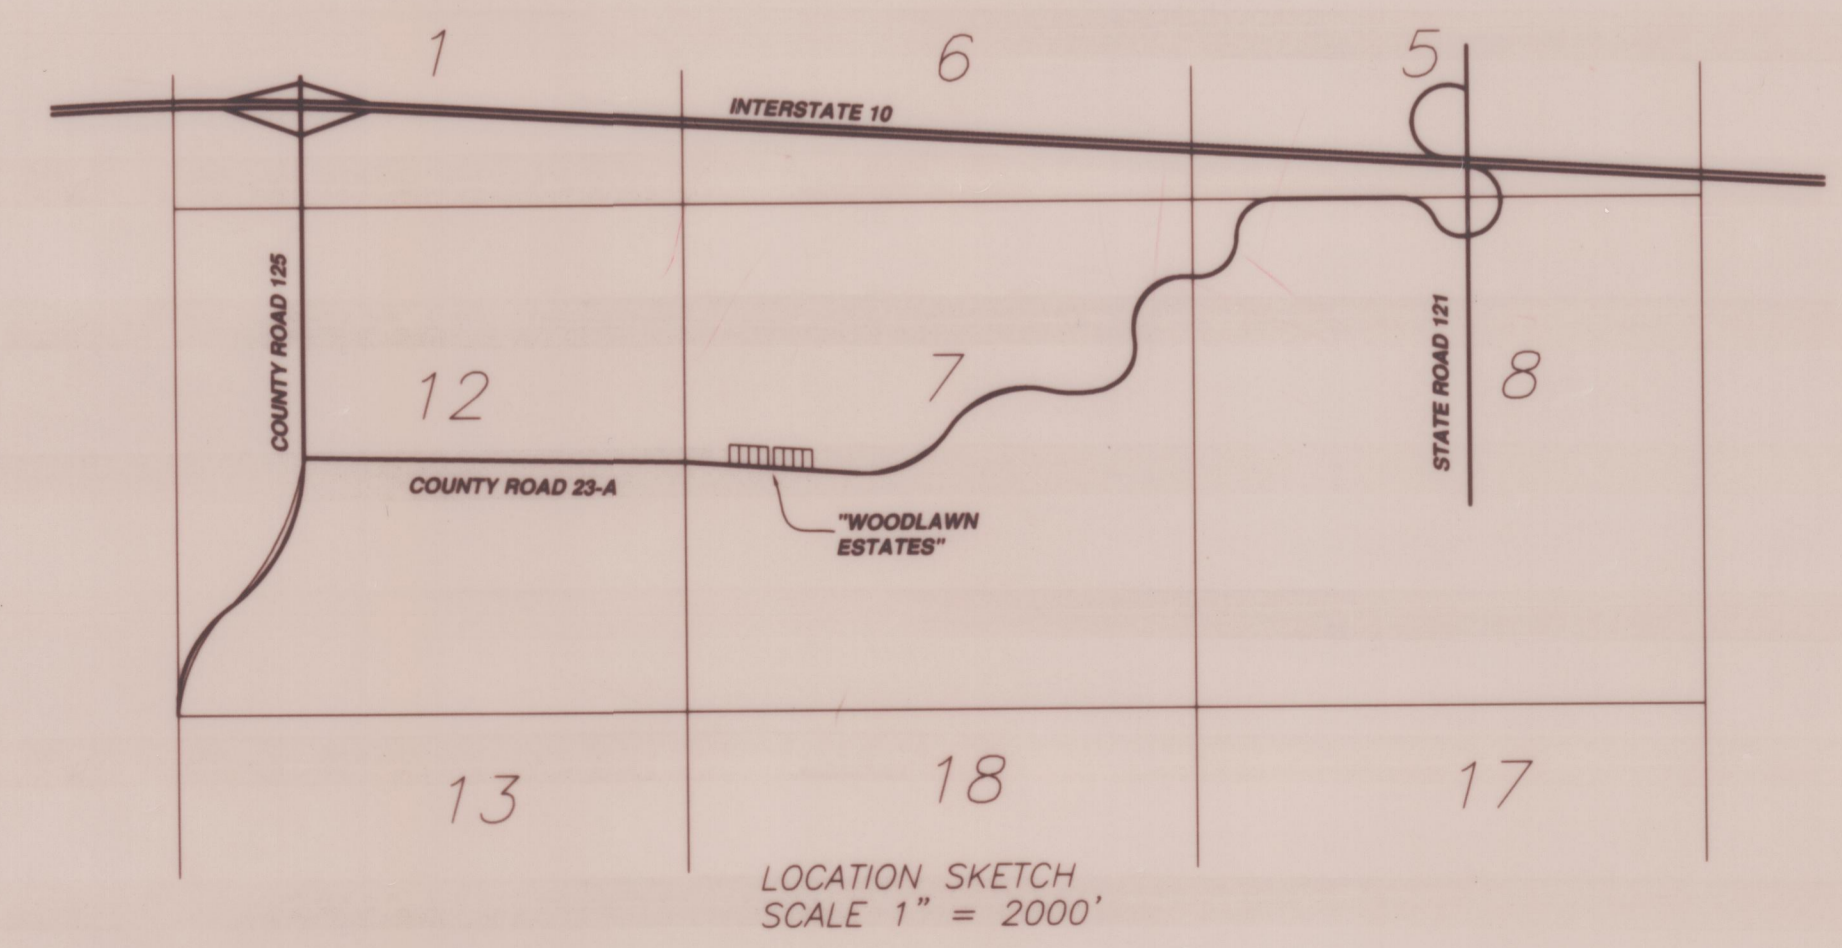 1
6
5
INTERSTATE 10
COUNTY ROAD 125
STATE ROAD 121
12
7
8
COUNTY ROAD 23-A
"WOODLAWN
ESTATES"
13
18
17
LOCATION SKETCH
SCALE 1" = 2000'